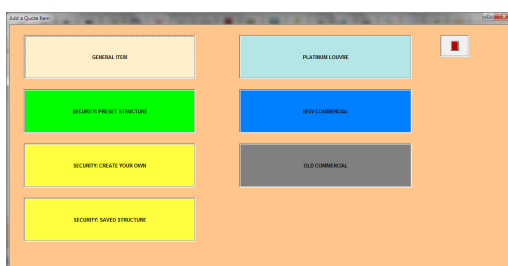 Add a Quote Item
GENERAL ITEM
PLATINUM LOUVRE
SECURITY: PRESET STRUCTURE
NEW COMMERCIAL
SECURITY: CREATE YOUR OWN
OLD COMMERCIAL
SECURITY: SAVED STRUCTURE